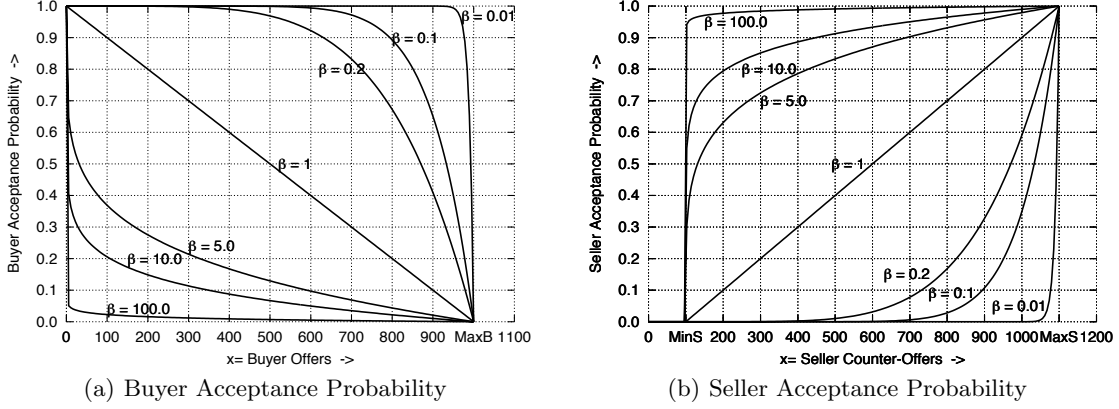 Buyer Acceptance Probability ->
1.0
0.9
0.8
0.7
0.6
0.5
0.4
0.3
0.2
0.1
0.0
β = 0.01
β = 0.1
β = 0.2
β = 1
β = 5.0
β = 10.0
β = 100.0
0 100 200 300 400 500 600 700 800 900 MaxB 1100
x= Buyer Offers ->
(a) Buyer Acceptance Probability
Seller Acceptance Probability ->
1.0
0.9
0.8
0.7
0.6
0.5
0.4
0.3
0.2
0.1
0.0
β = 100.0
β = 10.0
β = 5.0
β = 1
β = 0.2
β = 0.1
β = 0.01
0 MinS 200 300 400 500 600 700 800 900 1000 MaxS 1200
x= Seller Counter-Offers ->
(b) Seller Acceptance Probability